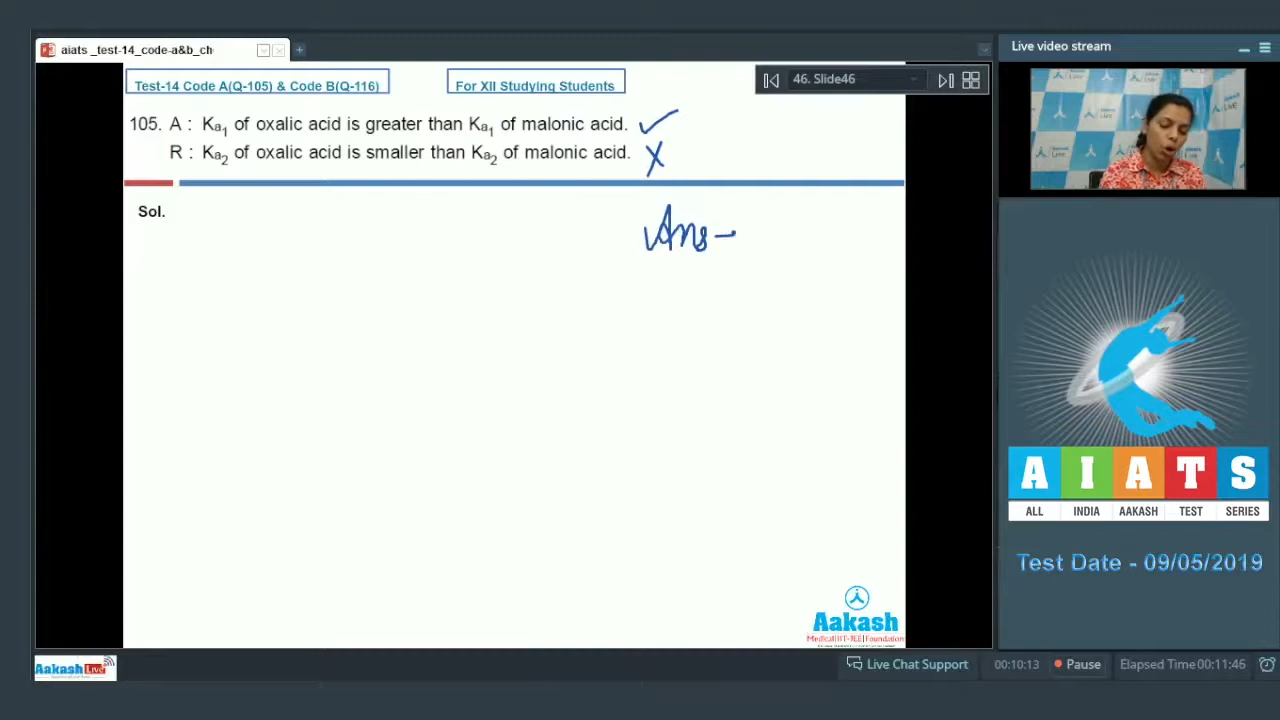 aiats _test-14_code-a&b_ch
Live video stream
Test-14 Code A(Q-105) & Code B(Q-116)
For XII Studying Students
46. Slide46
105. A : Ka1 of oxalic acid is greater than Ka1 of malonic acid. ✓
R : Ka2 of oxalic acid is smaller than Ka2 of malonic acid. X
Sol.
Ans -
A I A T S
ALL INDIA AAKASH TEST SERIES
Test Date - 09/05/2019
Aakash
Medical|IIT-JEE|Foundations
Aakash Live
Live Chat Support
00:10:13
Pause
Elapsed Time 00:11:46